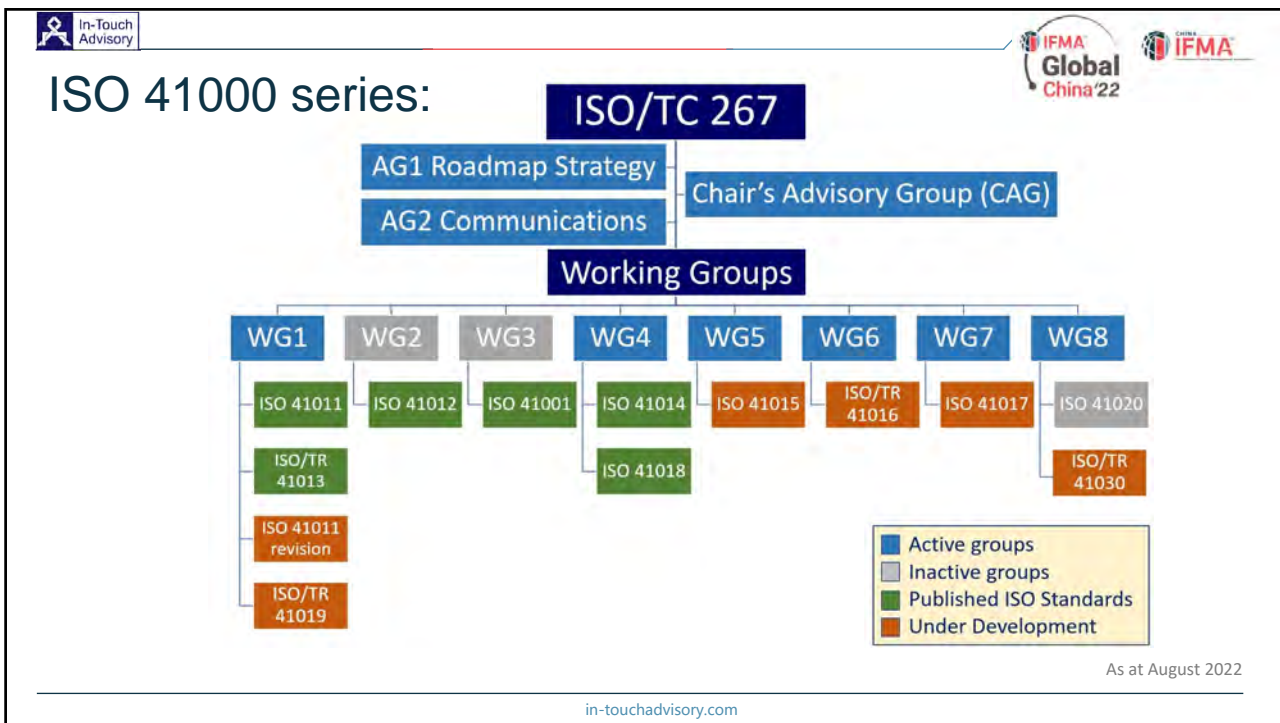 In-Touch
Advisory
IFMA
Global
China'22
CHINA
IFMA
ISO 41000 series:
ISO/TC 267
AG1 Roadmap Strategy
Chair's Advisory Group (CAG)
AG2 Communications
Working Groups
WG1
WG2
WG3
WG4
WG5
WG6
WG7
WG8
ISO 41011
ISO 41012
ISO 41001
ISO 41014
ISO 41015
ISO/TR
41016
ISO 41017
ISO 41020
ISO/TR
41013
ISO 41018
ISO/TR
41030
ISO 41011
revision
ISO/TR
41019
Active groups
Inactive groups
Published ISO Standards
Under Development
As at August 2022
in-touchadvisory.com